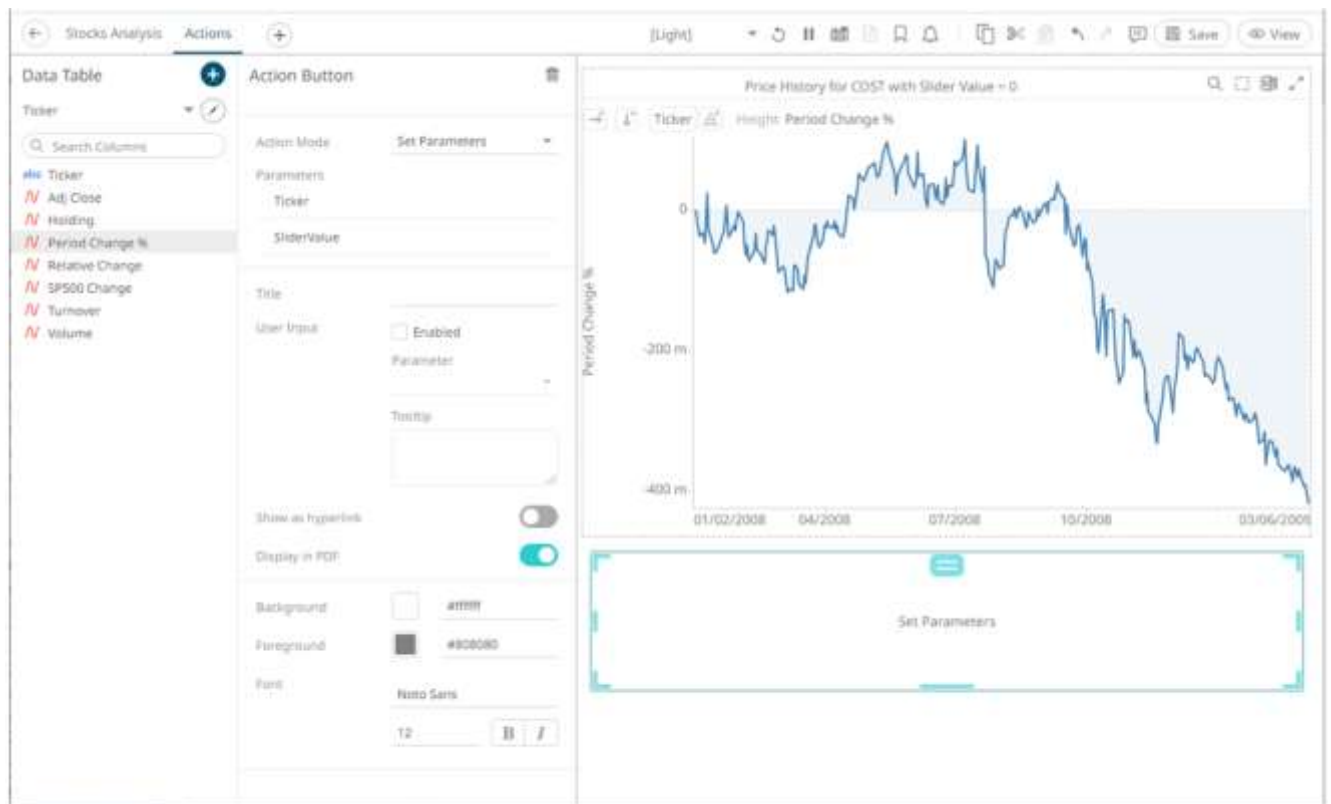 Stocks Analysis Actions [Light] Save View
Data Table
Ticker
Search Columns
abc Ticker
Adj Close
Holding
Period Change %
Relative Change
SP500 Change
Turnover
Volume
Action Button
Action Mode Set Parameters
Parameters
Ticker
SliderValue
Title
User Input Enabled
Parameter
Tooltip
Show as hyperlink
Display in PDF
Background #ffffff
Foreground #808080
Font Noto Sans
12 B I
Price History for COST with Slider Value = 0
Ticker Height Period Change %
Period Change %
0
-200 m
-400 m
01/02/2008 04/2008 07/2008 10/2008 03/06/2009
Set Parameters